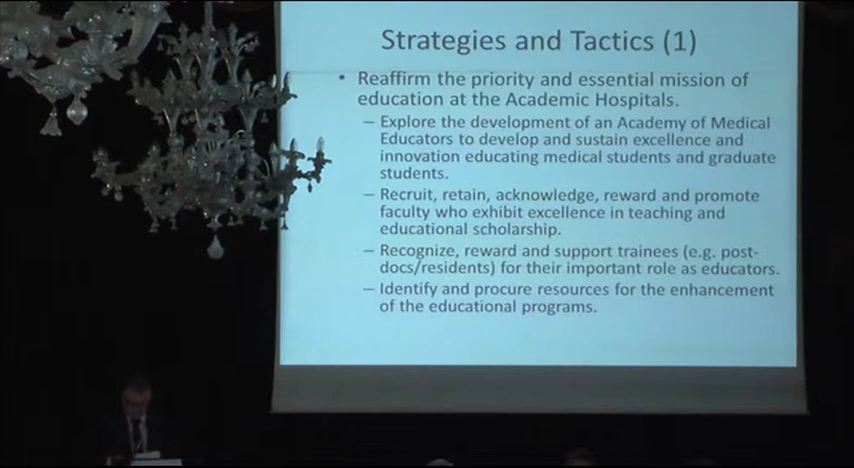 Strategies and Tactics (1)
• Reaffirm the priority and essential mission of
education at the Academic Hospitals.
– Explore the development of an Academy of Medical
Educators to develop and sustain excellence and
innovation educating medical students and graduate
students.
– Recruit, retain, acknowledge, reward and promote
faculty who exhibit excellence in teaching and
educational scholarship.
– Recognize, reward and support trainees (e.g. post-
docs/residents) for their important role as educators.
– Identify and procure resources for the enhancement
of the educational programs.